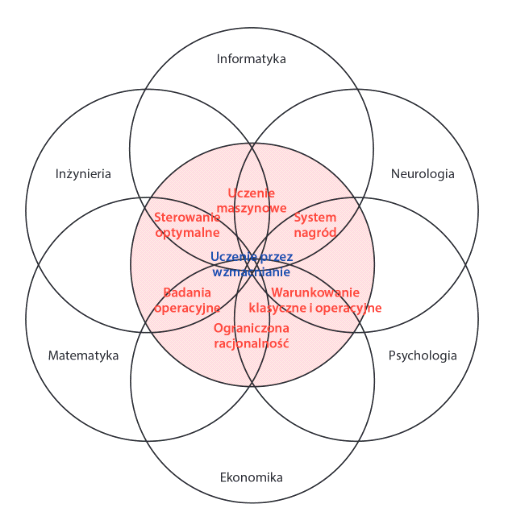 Informatyka
Inżynieria
Neurologia
Uczenie
maszynowe
Sterowanie
optymalne
System
nagród
Uczenie przez
wzmacnianie
Badania
operacyjne
Warunkowanie
klasyczne i operacyjne
Ograniczona
racjonalność
Matematyka
Psychologia
Ekonomika